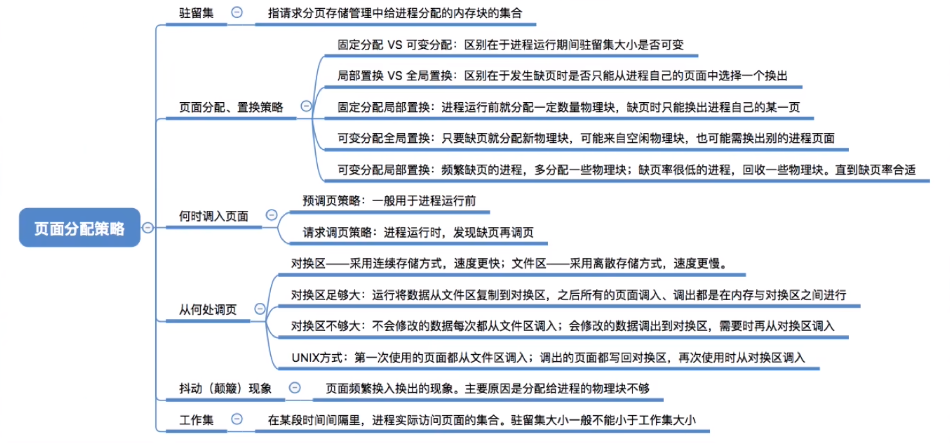 页面分配策略
驻留集
指请求分页存储管理中给进程分配的内存块的集合
页面分配、置换策略
固定分配 VS 可变分配：区别在于进程运行期间驻留集大小是否可变
局部置换 VS 全局置换：区别在于发生缺页时是否只能从进程自己的页面中选择一个换出
固定分配局部置换：进程运行前就分配一定数量物理块，缺页时只能换出进程自己的某一页
可变分配全局置换：只要缺页就分配新物理块，可能来自空闲物理块，也可能需换出别的进程页面
可变分配局部置换：频繁缺页的进程，多分配一些物理块；缺页率很低的进程，回收一些物理块。直到缺页率合适
何时调入页面
预调页策略：一般用于进程运行前
请求调页策略：进程运行时，发现缺页再调页
从何处调页
对换区——采用连续存储方式，速度更快；文件区——采用离散存储方式，速度更慢。
对换区足够大：运行将数据从文件区复制到对换区，之后所有的页面调入、调出都是在内存与对换区之间进行
对换区不够大：不会修改的数据每次都从文件区调入；会修改的数据调出到对换区，需要时再从对换区调入
UNIX方式：第一次使用的页面都从文件区调入；调出的页面都写回对换区，再次使用时从对换区调入
抖动（颠簸）现象
页面频繁换入换出的现象。主要原因是分配给进程的物理块不够
工作集
在某段时间间隔里，进程实际访问页面的集合。驻留集大小一般不能小于工作集大小